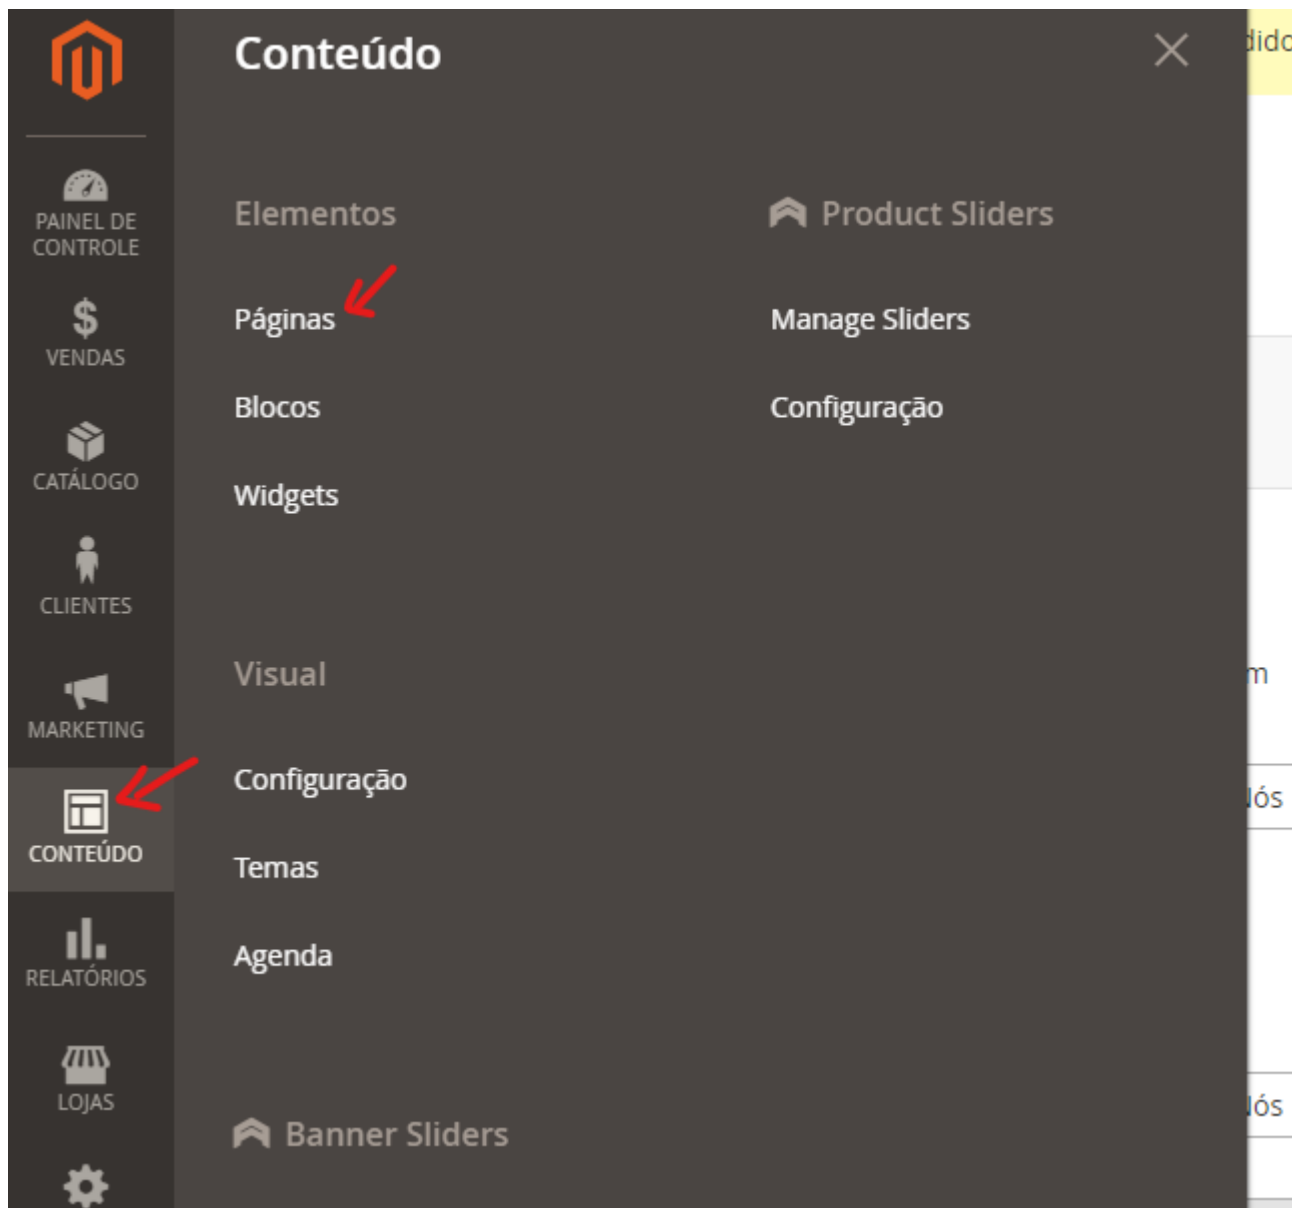 Conteúdo
PAINEL DE
CONTROLE
VENDAS
CATÁLOGO
CLIENTES
MARKETING
CONTEÚDO
RELATÓRIOS
LOJAS
Elementos
Páginas
Blocos
Widgets
Visual
Configuração
Temas
Agenda
Banner Sliders
Product Sliders
Manage Sliders
Configuração